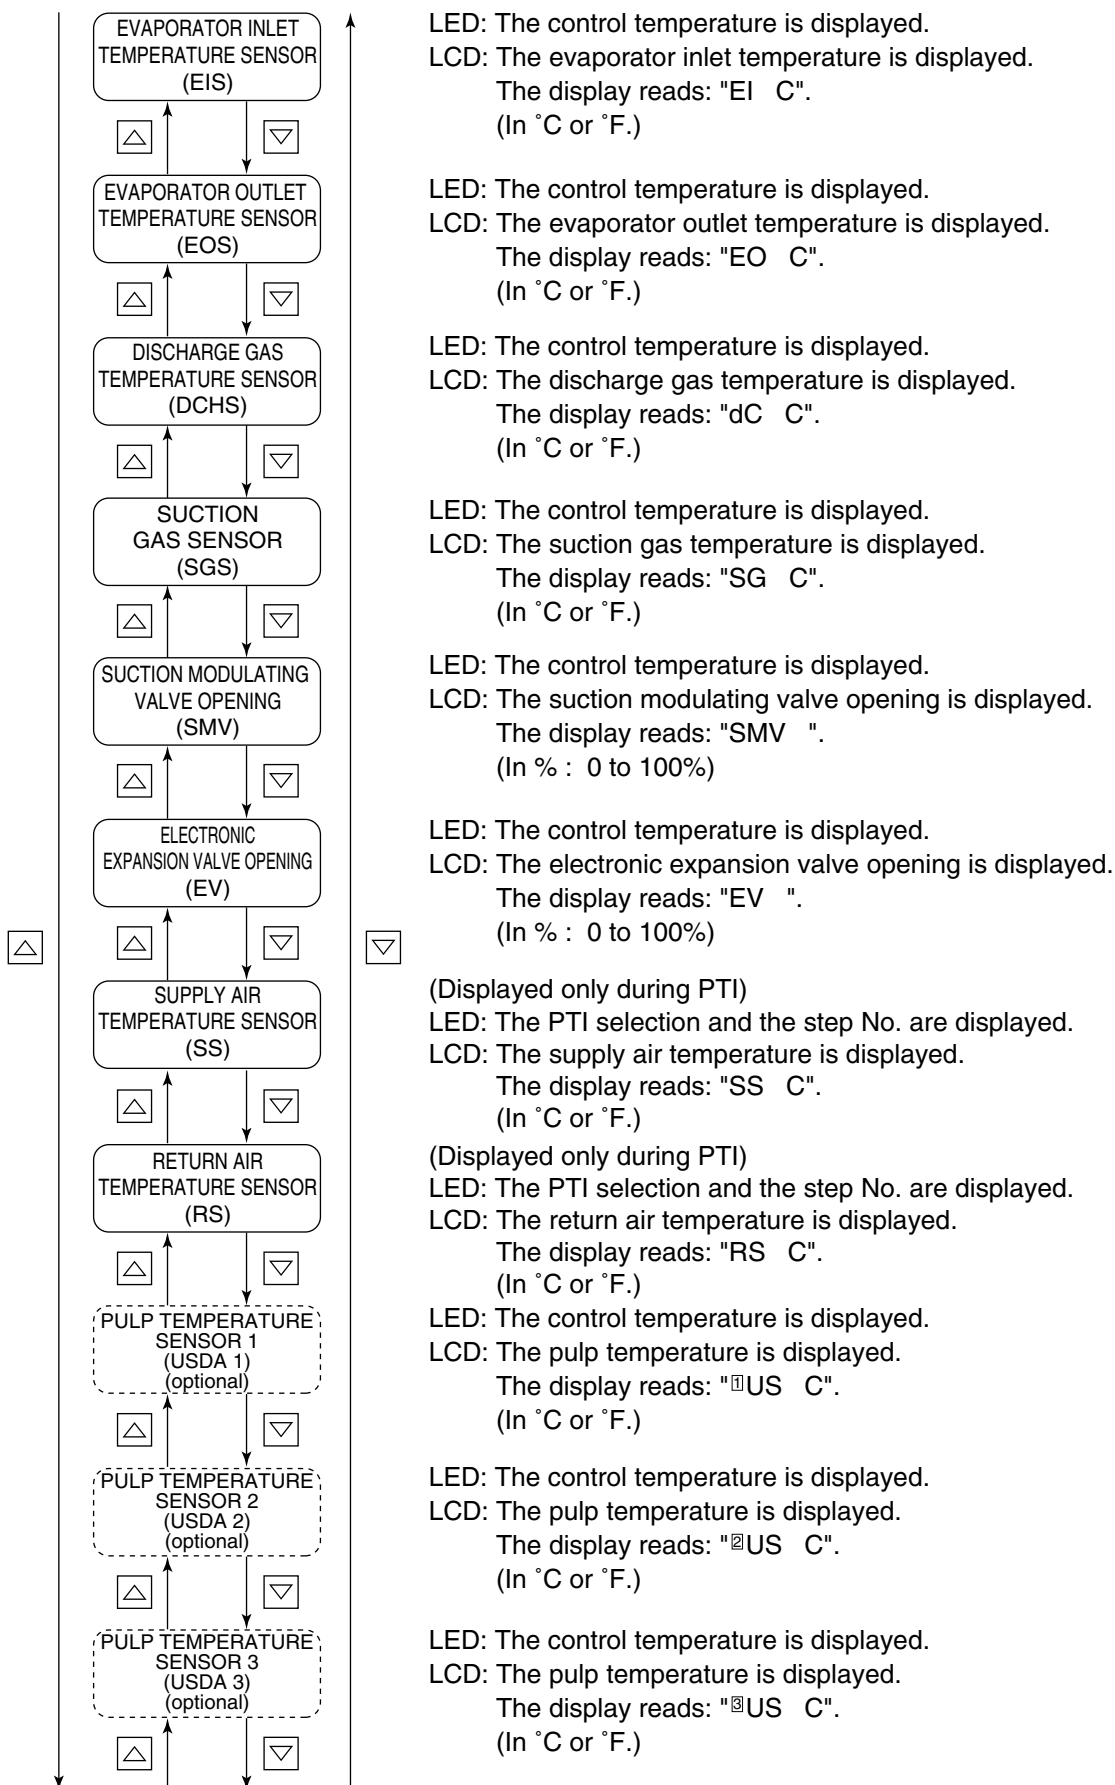 EVAPORATOR INLET
TEMPERATURE SENSOR
(EIS)
LED: The control temperature is displayed.
LCD: The evaporator inlet temperature is displayed.
The display reads: "EI   C".
(In ˚C or ˚F.)
EVAPORATOR OUTLET
TEMPERATURE SENSOR
(EOS)
LED: The control temperature is displayed.
LCD: The evaporator outlet temperature is displayed.
The display reads: "EO   C".
(In ˚C or ˚F.)
DISCHARGE GAS
TEMPERATURE SENSOR
(DCHS)
LED: The control temperature is displayed.
LCD: The discharge gas temperature is displayed.
The display reads: "dC   C".
(In ˚C or ˚F.)
SUCTION
GAS SENSOR
(SGS)
LED: The control temperature is displayed.
LCD: The suction gas temperature is displayed.
The display reads: "SG   C".
(In ˚C or ˚F.)
SUCTION MODULATING
VALVE OPENING
(SMV)
LED: The control temperature is displayed.
LCD: The suction modulating valve opening is displayed.
The display reads: "SMV   ".
(In % :  0 to 100%)
ELECTRONIC
EXPANSION VALVE OPENING
(EV)
LED: The control temperature is displayed.
LCD: The electronic expansion valve opening is displayed.
The display reads: "EV   ".
(In % :  0 to 100%)
SUPPLY AIR
TEMPERATURE SENSOR
(SS)
(Displayed only during PTI)
LED: The PTI selection and the step No. are displayed.
LCD: The supply air temperature is displayed.
The display reads: "SS   C".
(In ˚C or ˚F.)
RETURN AIR
TEMPERATURE SENSOR
(RS)
(Displayed only during PTI)
LED: The PTI selection and the step No. are displayed.
LCD: The return air temperature is displayed.
The display reads: "RS   C".
(In ˚C or ˚F.)
PULP TEMPERATURE
SENSOR 1
(USDA 1)
(optional)
LED: The control temperature is displayed.
LCD: The pulp temperature is displayed.
The display reads: "1US   C".
(In ˚C or ˚F.)
PULP TEMPERATURE
SENSOR 2
(USDA 2)
(optional)
LED: The control temperature is displayed.
LCD: The pulp temperature is displayed.
The display reads: "2US   C".
(In ˚C or ˚F.)
PULP TEMPERATURE
SENSOR 3
(USDA 3)
(optional)
LED: The control temperature is displayed.
LCD: The pulp temperature is displayed.
The display reads: "3US   C".
(In ˚C or ˚F.)